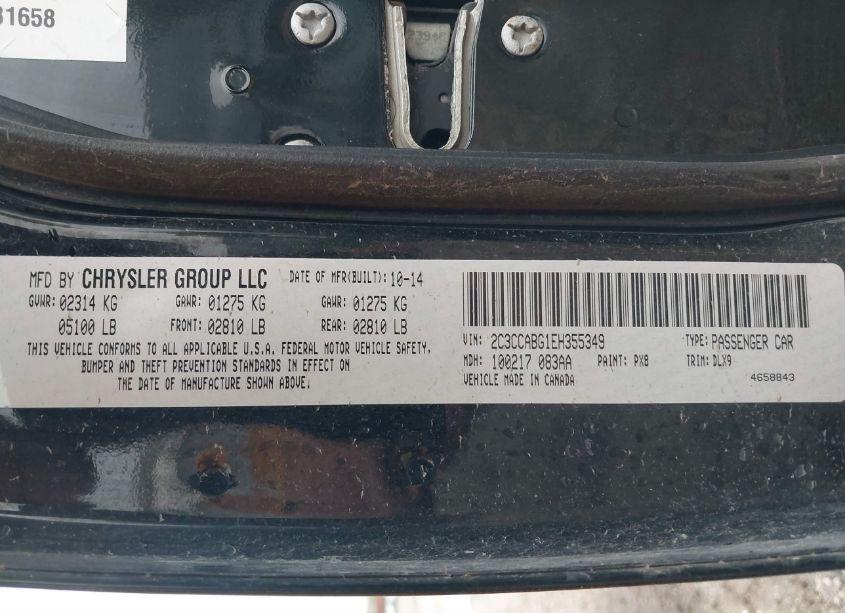 31658
MFD BY CHRYSLER GROUP LLC DATE OF MFR(BUILT): 10-14
GVWR: 02314 KG GAWR: 01275 KG GAWR: 01275 KG
05100 LB FRONT: 02810 LB REAR: 02810 LB
THIS VEHICLE CONFORMS TO ALL APPLICABLE U.S.A. FEDERAL MOTOR VEHICLE SAFETY,
BUMPER AND THEFT PREVENTION STANDARDS IN EFFECT ON
THE DATE OF MANUFACTURE SHOWN ABOVE:
VIN: 2C3CCABG1EH355349 TYPE: PASSENGER CAR
MDH: 100217 083AA PAINT: PX8 TRIM: DLX9
VEHICLE MADE IN CANADA 4658843